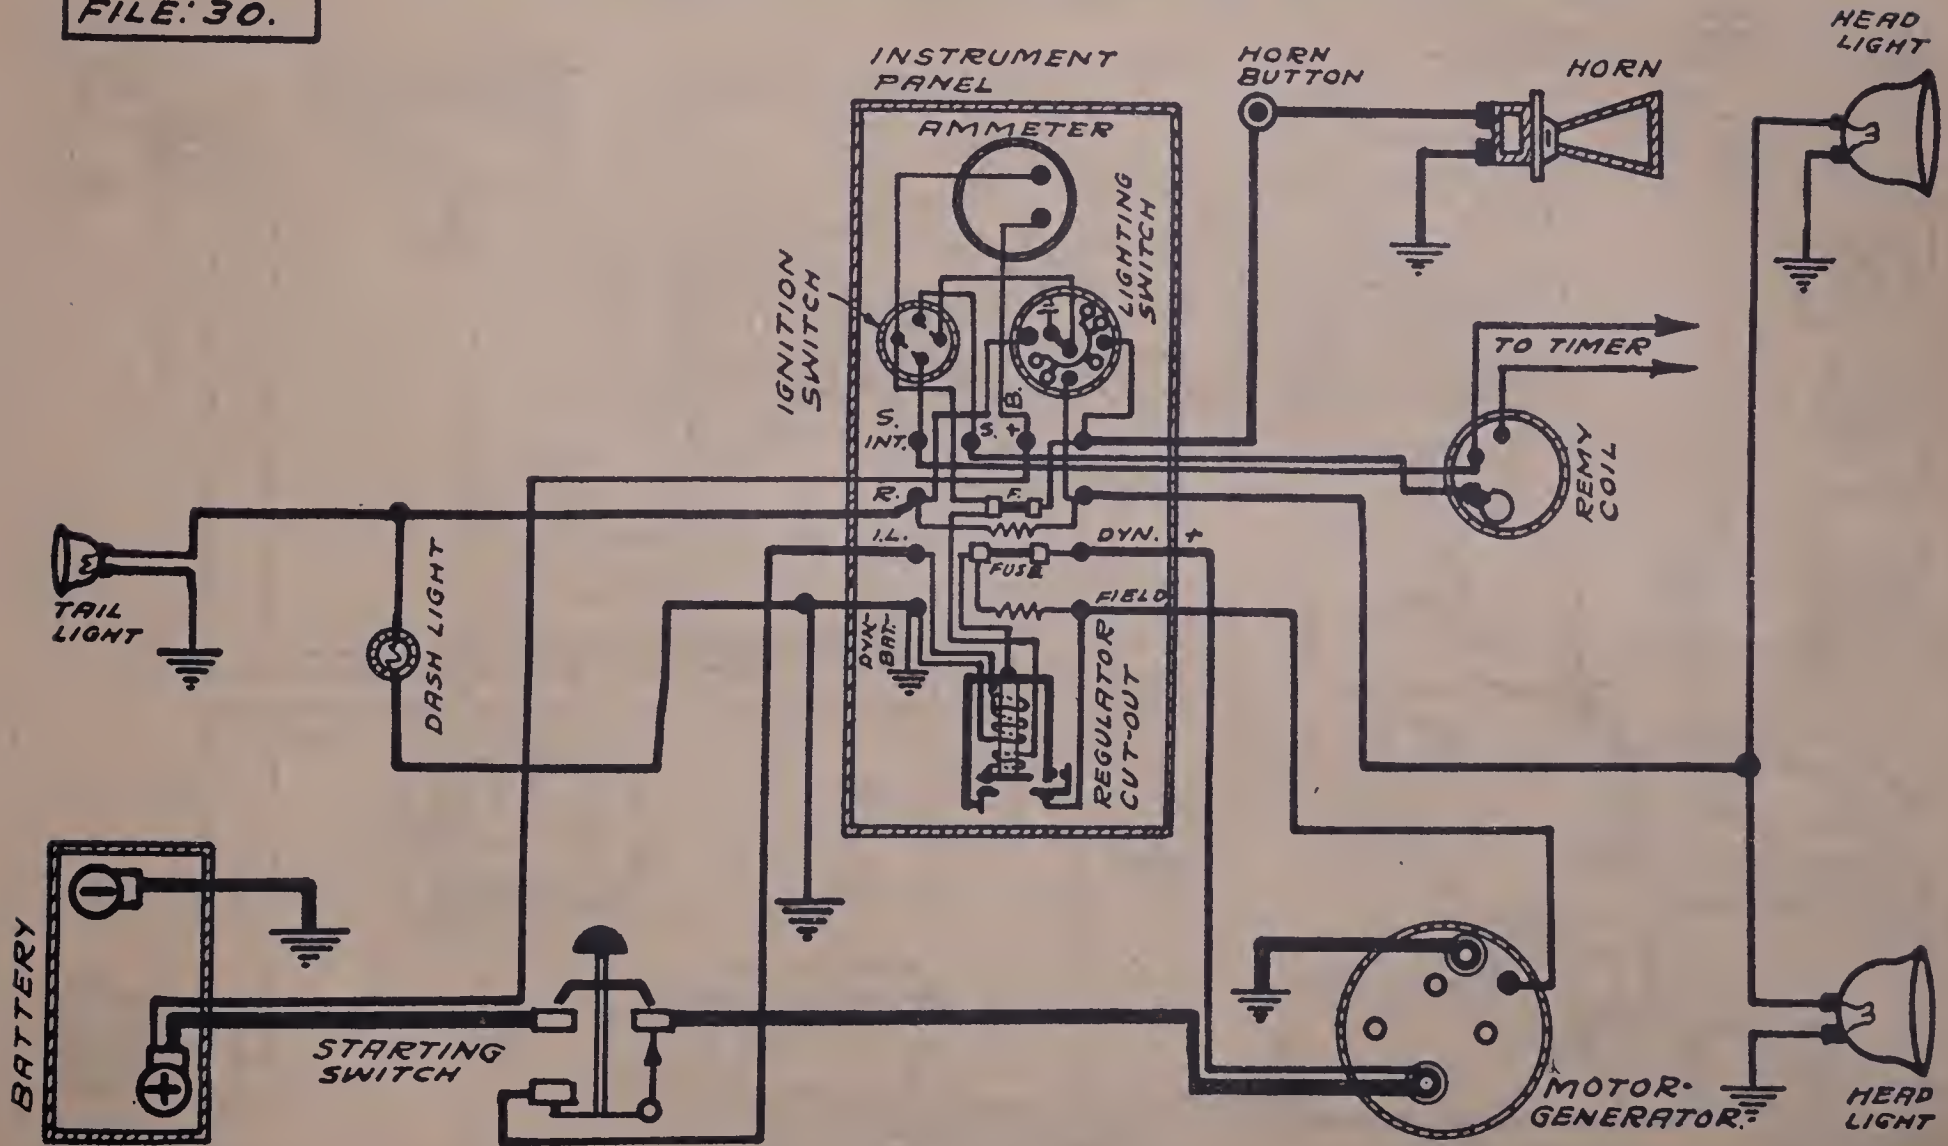 FILE: 30.
HEAD
LIGHT
INSTRUMENT
PANEL
HORN
BUTTON
HORN
AMMETER
LIGHTING
SWITCH
IGNITION
SWITCH
TO TIMER
S.
INT.
S.
+
B.
REMY
COIL
R.
F.
I.L.
DYN. +
FUSE
FIELD
DYN-
BAT.-
REGULATOR
CUT-OUT
TAIL
LIGHT
DASH LIGHT
BATTERY
−
+
STARTING
SWITCH
MOTOR-
GENERATOR.
HEAD
LIGHT